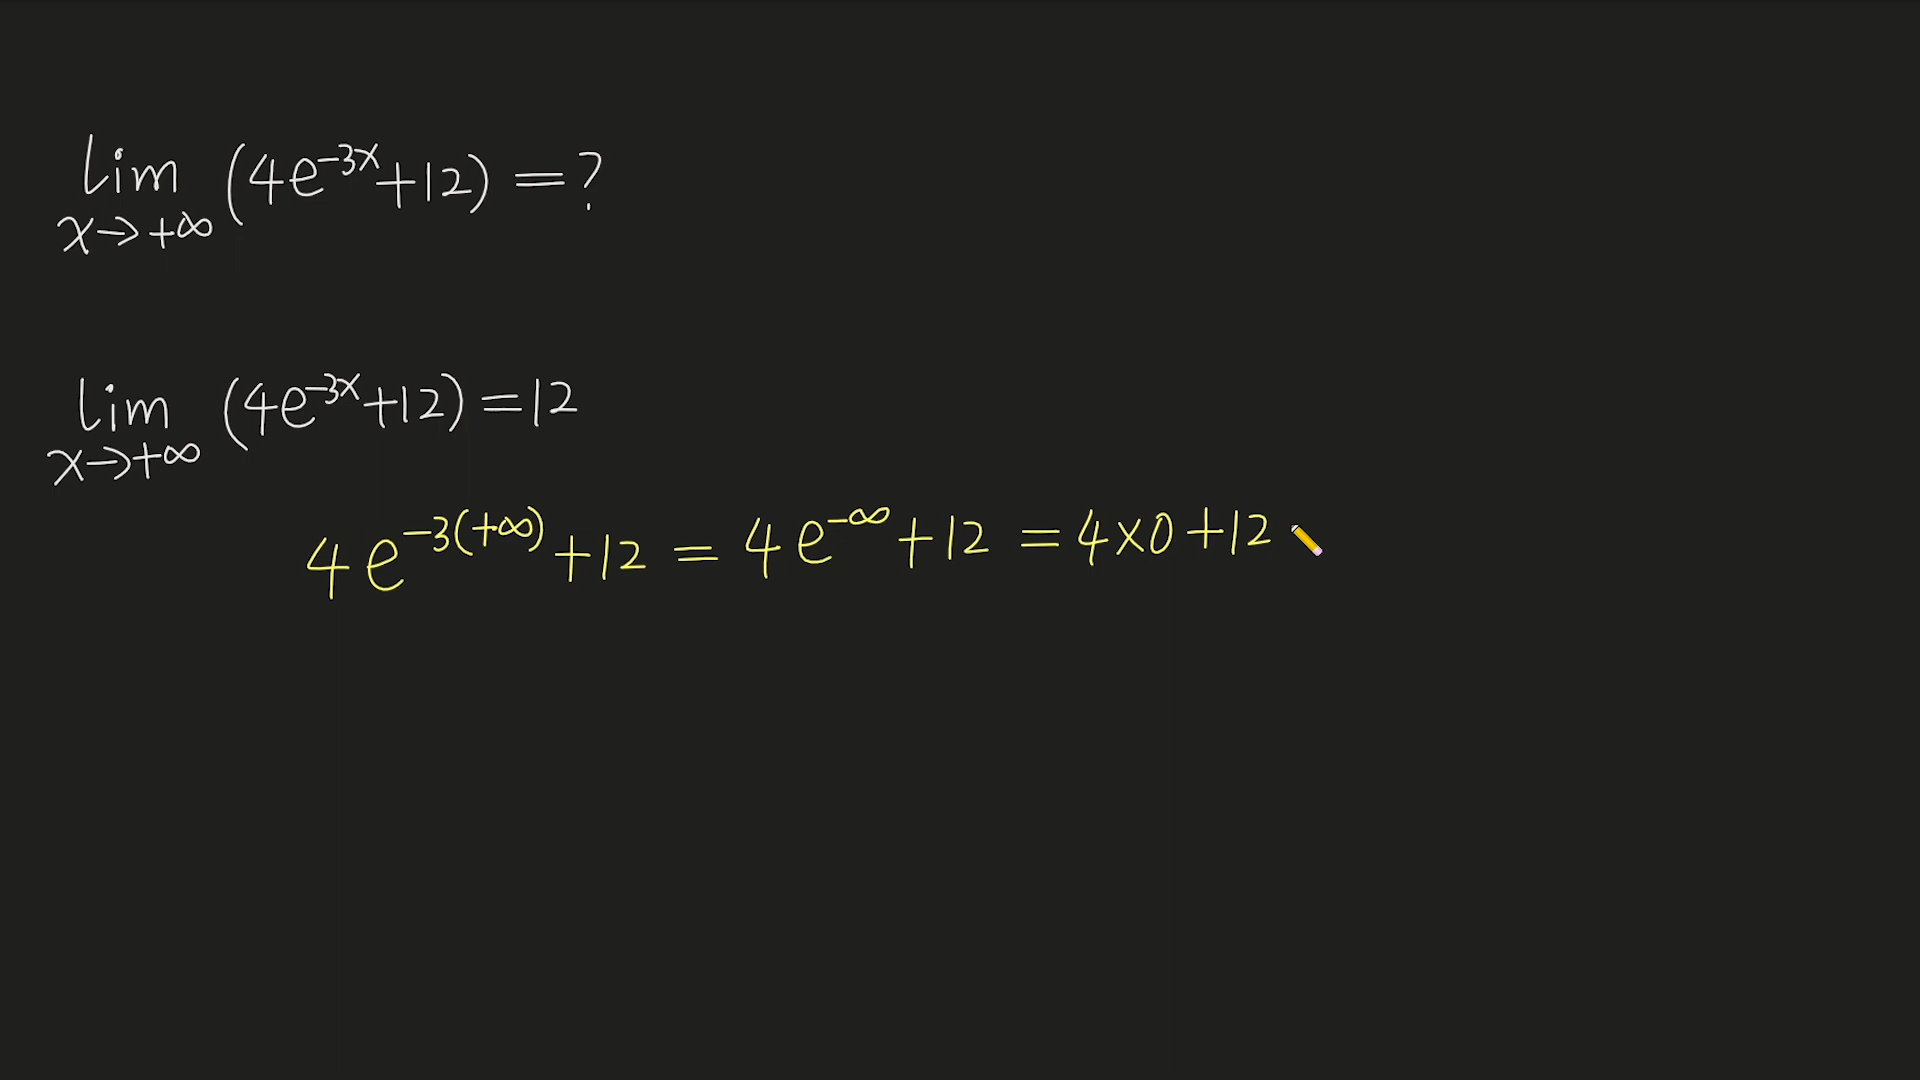 lim (4e^{-3x}+12) = ?
x→+∞
lim (4e^{-3x}+12) = 12
x→+∞
4e^{-3(+∞)}+12 = 4e^{-∞}+12 = 4×0+12